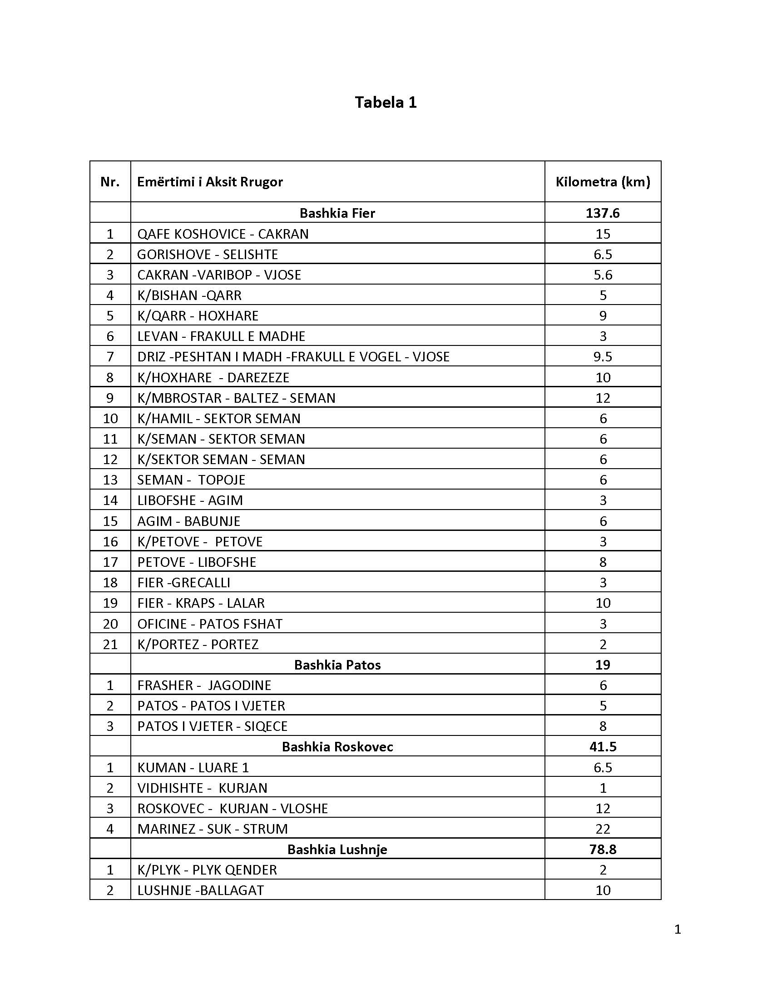 Tabela 1
Nr. Emërtimi i Aksit Rrugor Kilometra (km)
Bashkia Fier 137.6
1 QAFE KOSHOVICE - CAKRAN 15
2 GORISHOVE - SELISHTE 6.5
3 CAKRAN -VARIBOP - VJOSE 5.6
4 K/BISHAN -QARR 5
5 K/QARR - HOXHARE 9
6 LEVAN - FRAKULL E MADHE 3
7 DRIZ -PESHTAN I MADH -FRAKULL E VOGEL - VJOSE 9.5
8 K/HOXHARE - DAREZEZE 10
9 K/MBROSTAR - BALTEZ - SEMAN 12
10 K/HAMIL - SEKTOR SEMAN 6
11 K/SEMAN - SEKTOR SEMAN 6
12 K/SEKTOR SEMAN - SEMAN 6
13 SEMAN - TOPOJE 6
14 LIBOFSHE - AGIM 3
15 AGIM - BABUNJE 6
16 K/PETOVE - PETOVE 3
17 PETOVE - LIBOFSHE 8
18 FIER -GRECALLI 3
19 FIER - KRAPS - LALAR 10
20 OFICINE - PATOS FSHAT 3
21 K/PORTEZ - PORTEZ 2
Bashkia Patos 19
1 FRASHER - JAGODINE 6
2 PATOS - PATOS I VJETER 5
3 PATOS I VJETER - SIQECE 8
Bashkia Roskovec 41.5
1 KUMAN - LUARE 1 6.5
2 VIDHISHTE - KURJAN 1
3 ROSKOVEC - KURJAN - VLOSHE 12
4 MARINEZ - SUK - STRUM 22
Bashkia Lushnje 78.8
1 K/PLYK - PLYK QENDER 2
2 LUSHNJE -BALLAGAT 10
1